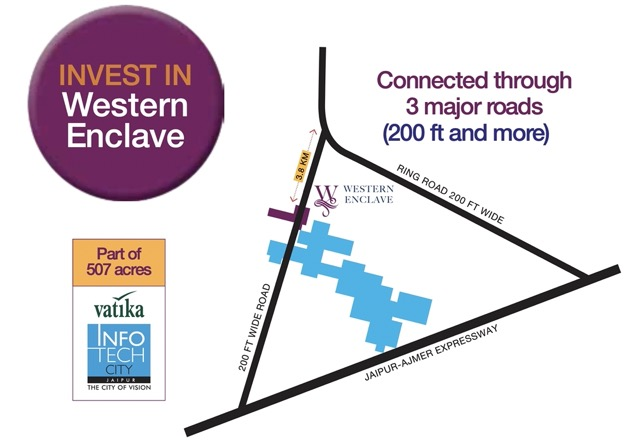 INVEST IN
Western
Enclave
Connected through
3 major roads
(200 ft and more)
3.8 KM
RING ROAD 200 FT WIDE
WESTERN
ENCLAVE
Part of
507 acres
vatika
INFO
TECH
CITY
JAIPUR
THE CITY OF VISION
200 FT WIDE ROAD
JAIPUR-AJMER EXPRESSWAY